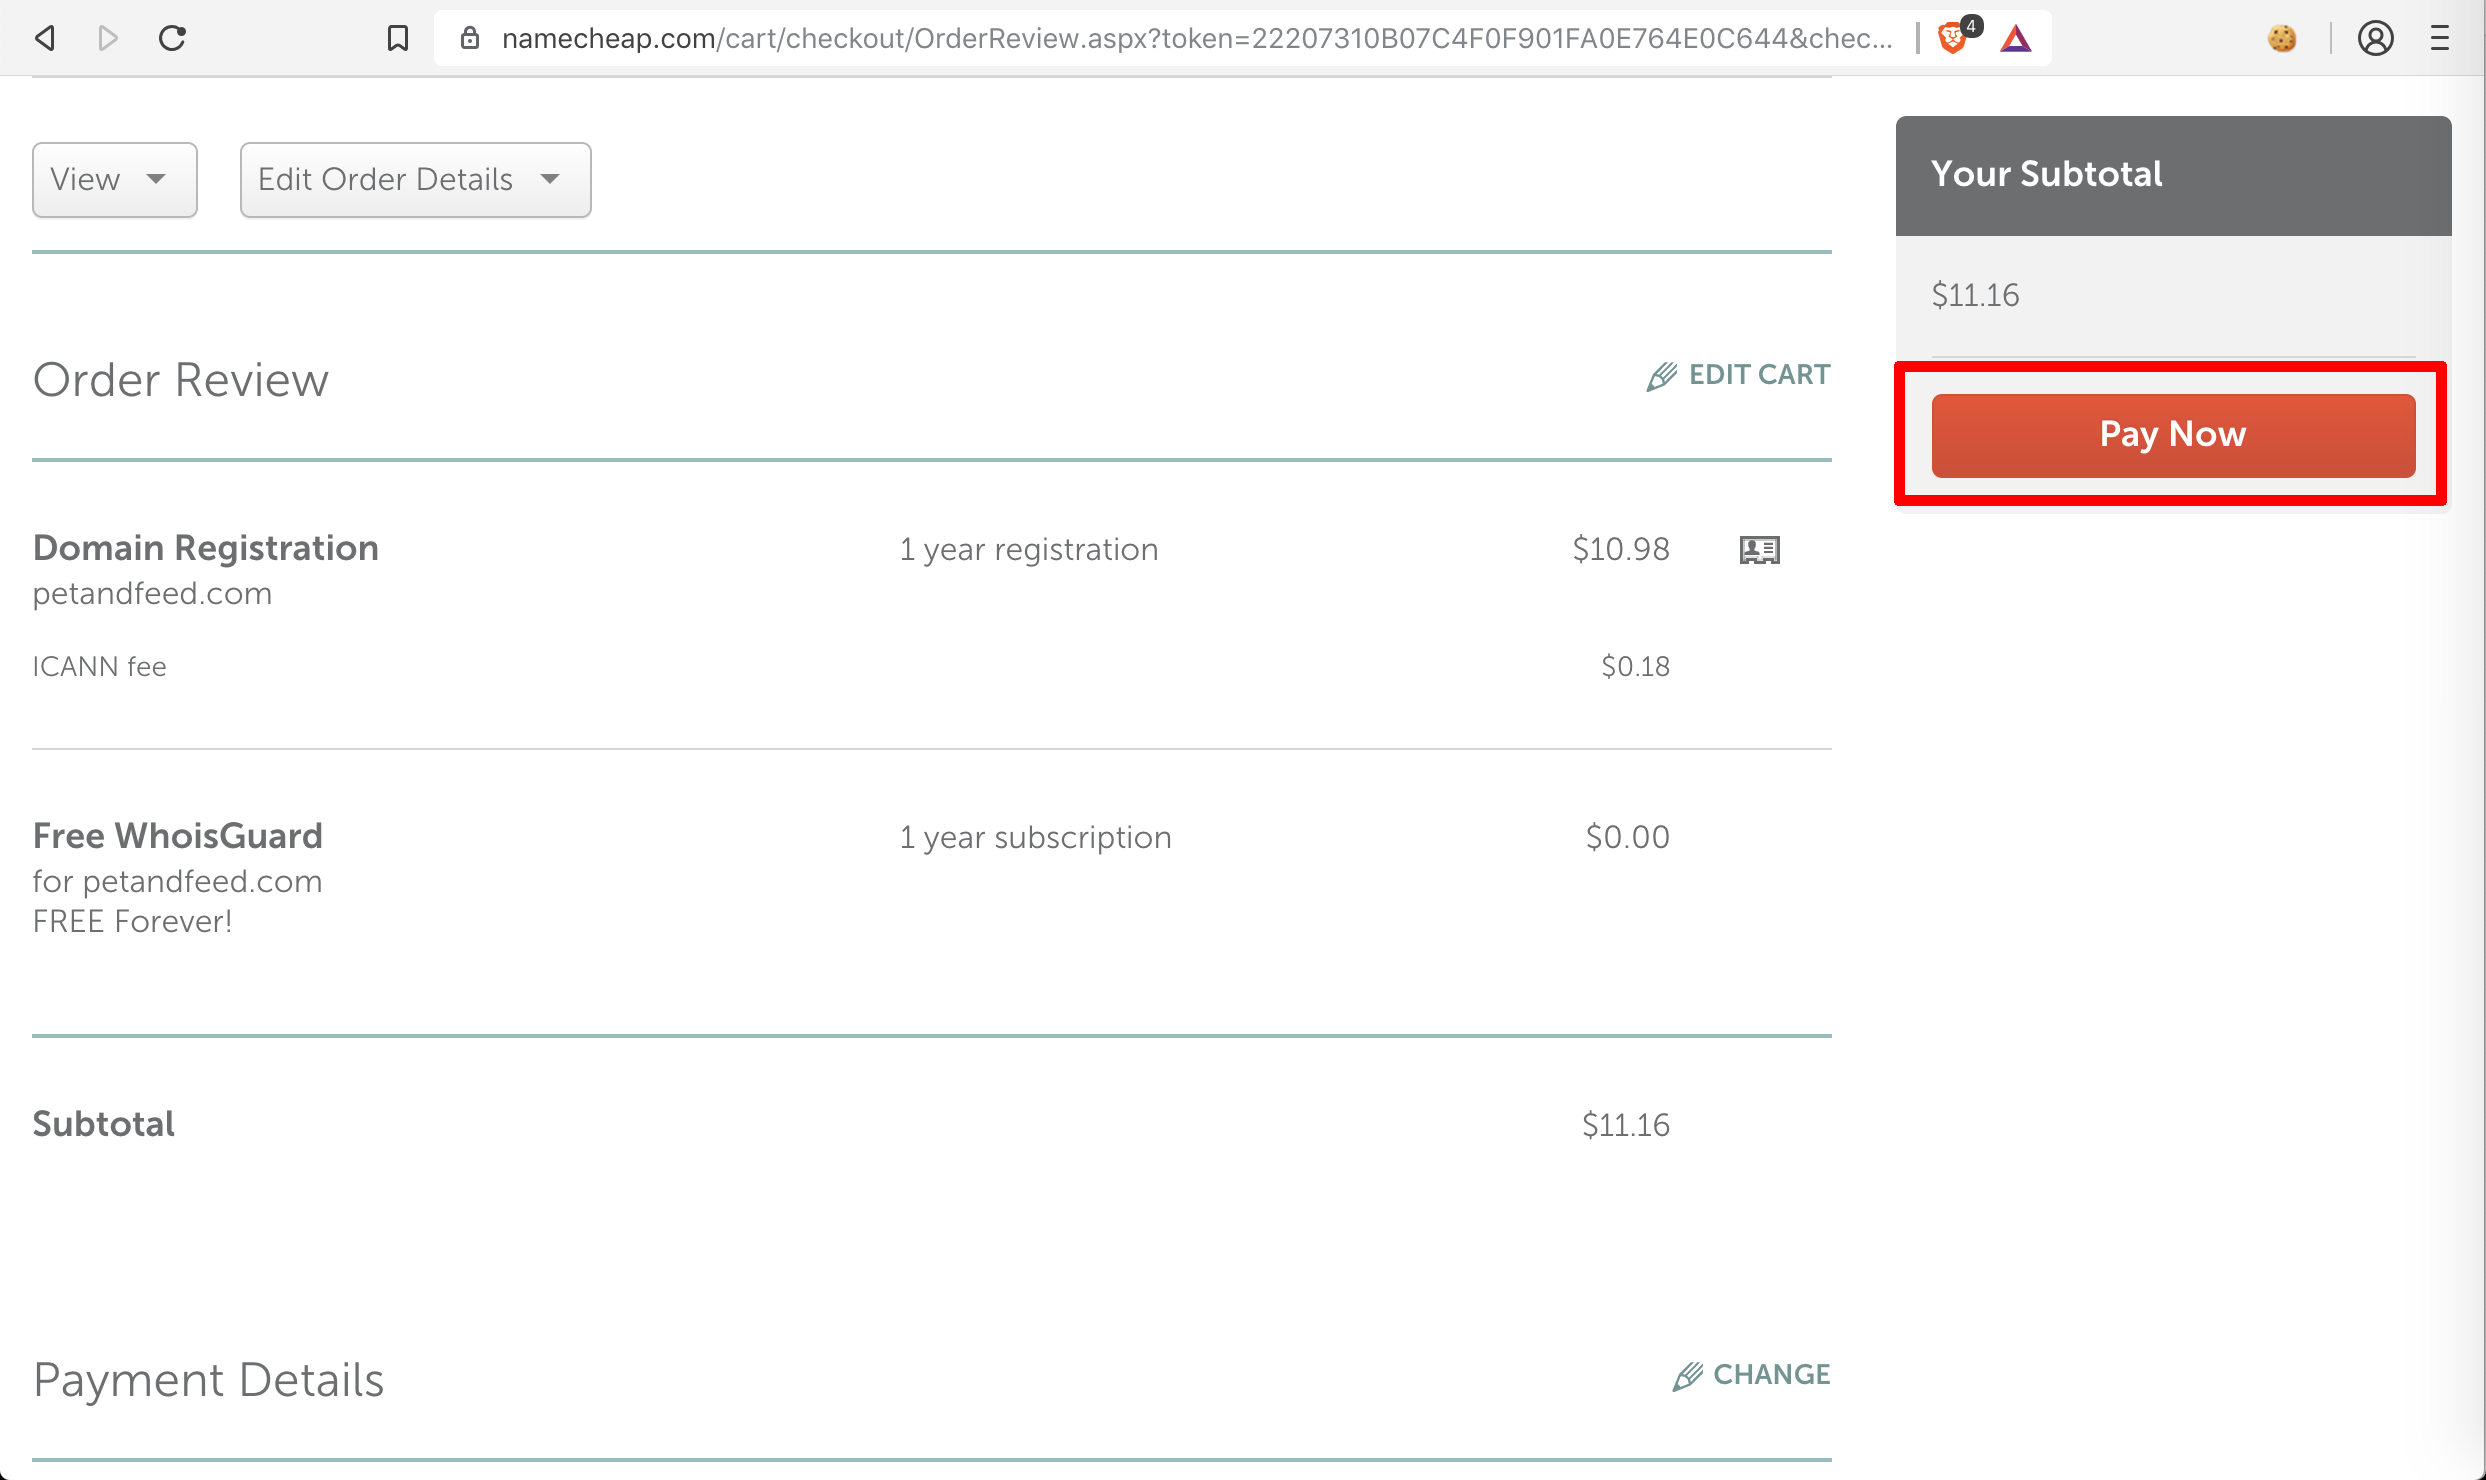 namecheap.com/cart/checkout/OrderReview.aspx?token=22207310B07C4F0F901FA0E764E0C644&chec...
4
View
Edit Order Details
Your Subtotal
$11.16
Pay Now
Order Review
EDIT CART
Domain Registration 1 year registration $10.98
petandfeed.com
ICANN fee $0.18
Free WhoisGuard 1 year subscription $0.00
for petandfeed.com
FREE Forever!
Subtotal $11.16
Payment Details
CHANGE